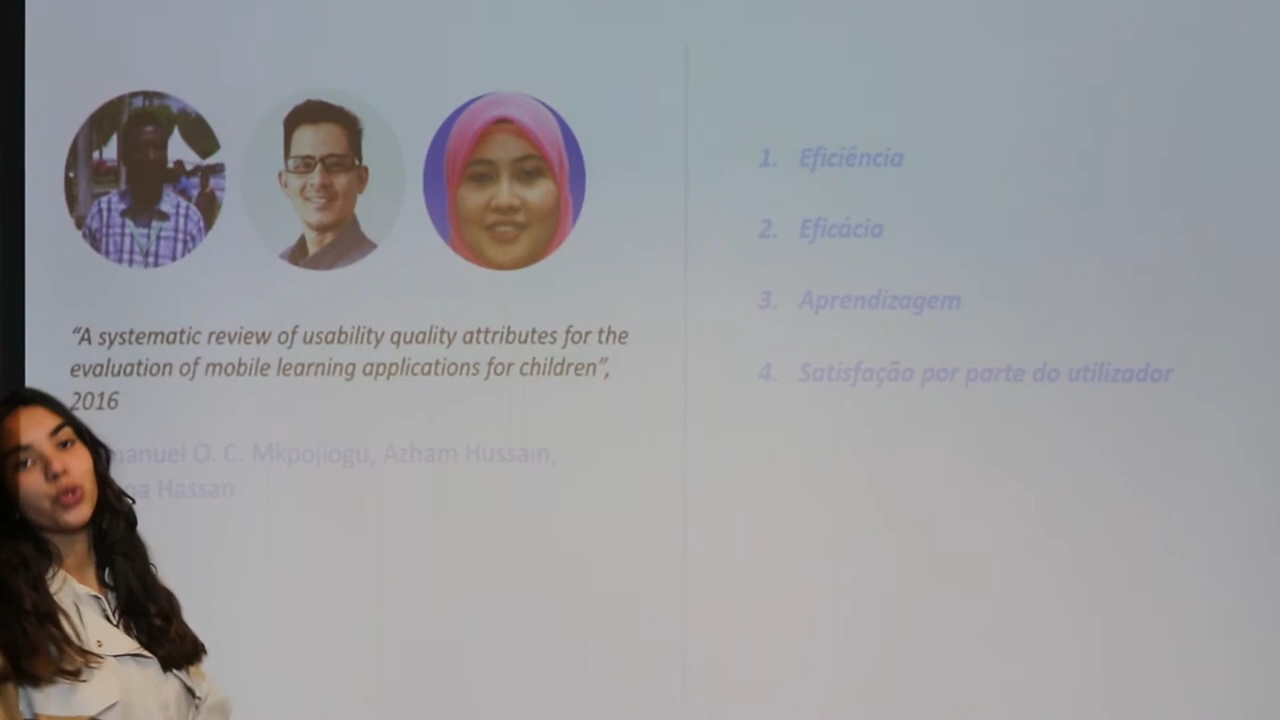 “A systematic review of usability quality attributes for the
evaluation of mobile learning applications for children”,
2016
O. C. Mkpojiogu, Azham Hussain,
Hassan
1. Eficiência
2. Eficácia
3. Aprendizagem
4. Satisfação por parte do utilizador